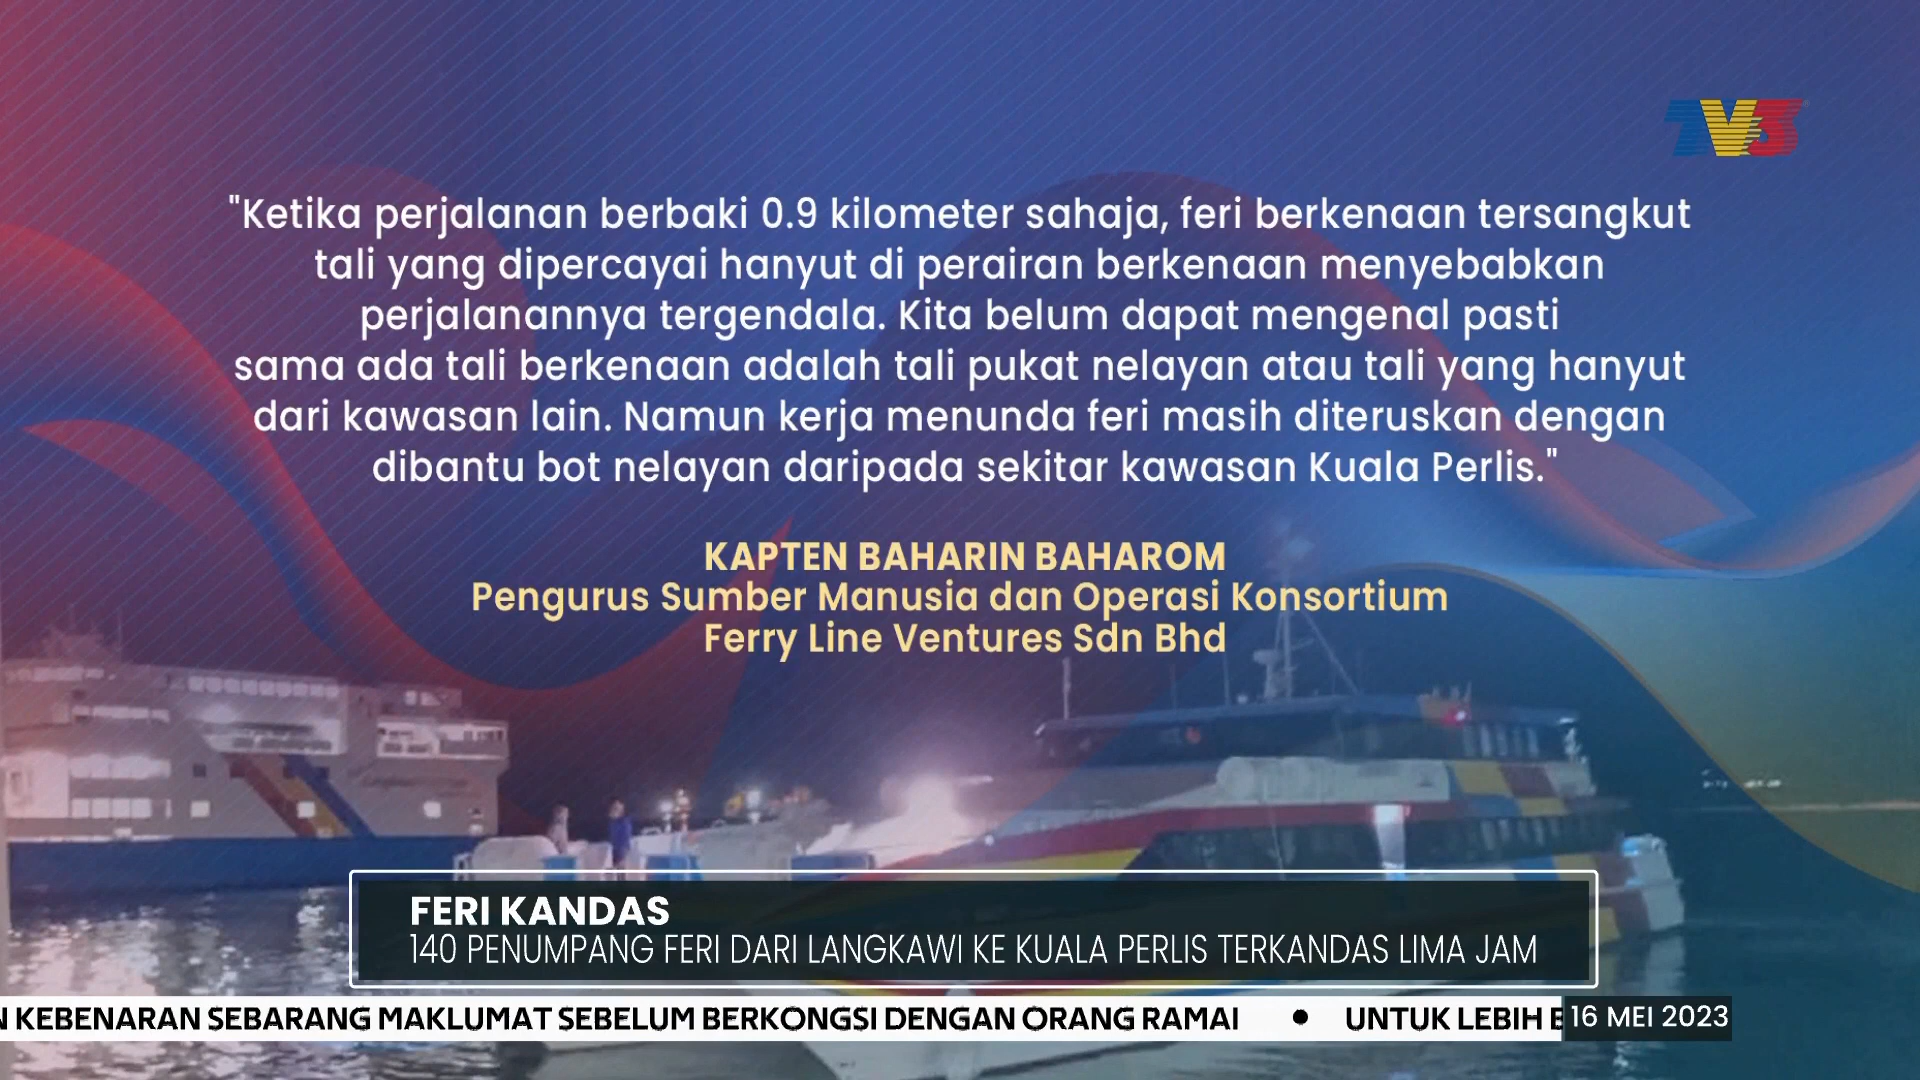 TV3
"Ketika perjalanan berbaki 0.9 kilometer sahaja, feri berkenaan tersangkut
tali yang dipercayai hanyut di perairan berkenaan menyebabkan
perjalanannya tergendala. Kita belum dapat mengenal pasti
sama ada tali berkenaan adalah tali pukat nelayan atau tali yang hanyut
dari kawasan lain. Namun kerja menunda feri masih diteruskan dengan
dibantu bot nelayan daripada sekitar kawasan Kuala Perlis."
KAPTEN BAHARIN BAHAROM
Pengurus Sumber Manusia dan Operasi Konsortium
Ferry Line Ventures Sdn Bhd
FERI KANDAS
140 PENUMPANG FERI DARI LANGKAWI KE KUALA PERLIS TERKANDAS LIMA JAM
KEBENARAN SEBARANG MAKLUMAT SEBELUM BERKONGSI DENGAN ORANG RAMAI • UNTUK LEBIH
16 MEI 2023